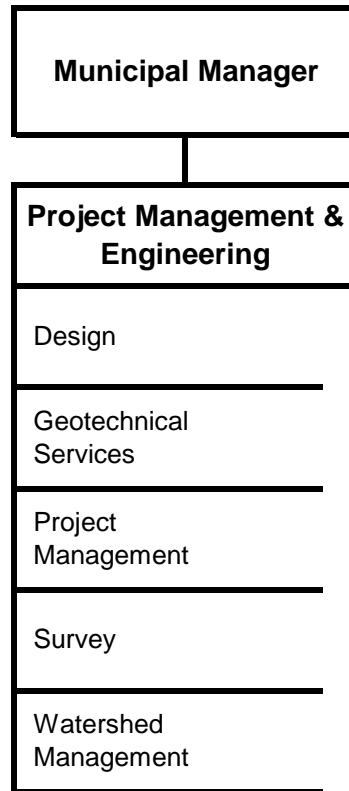 Municipal Manager
Project Management &
Engineering
Design
Geotechnical
Services
Project
Management
Survey
Watershed
Management